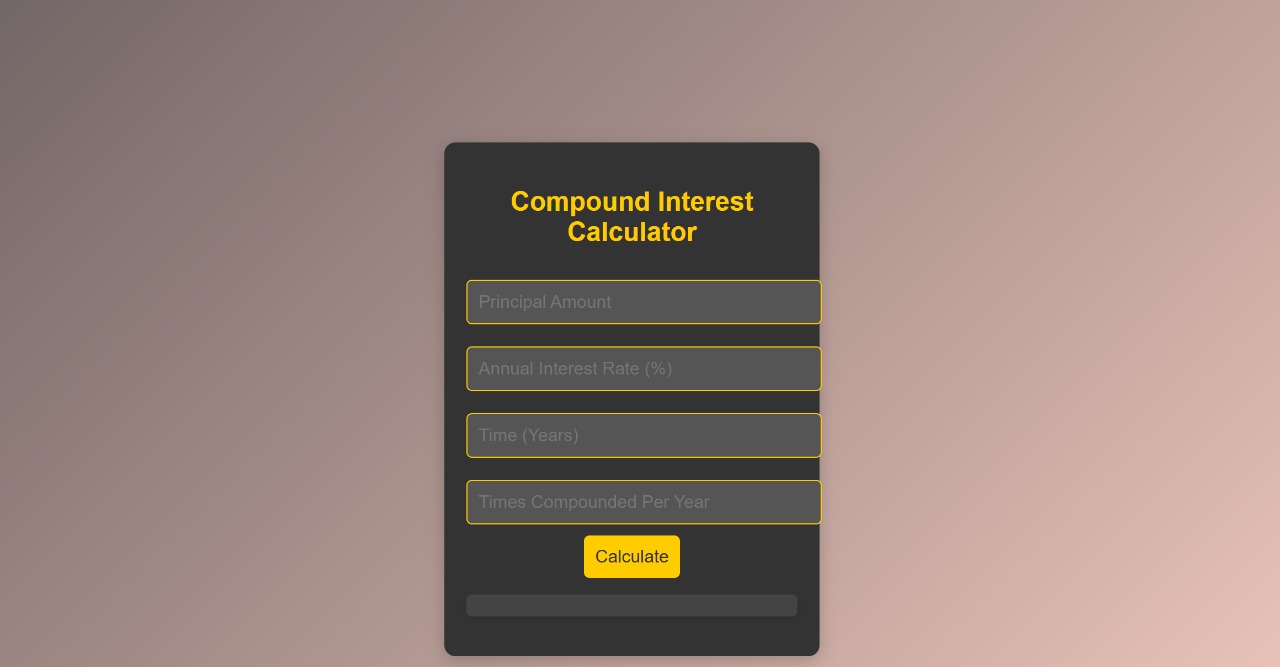 Compound Interest
Calculator
Principal Amount
Annual Interest Rate (%)
Time (Years)
Times Compounded Per Year
Calculate